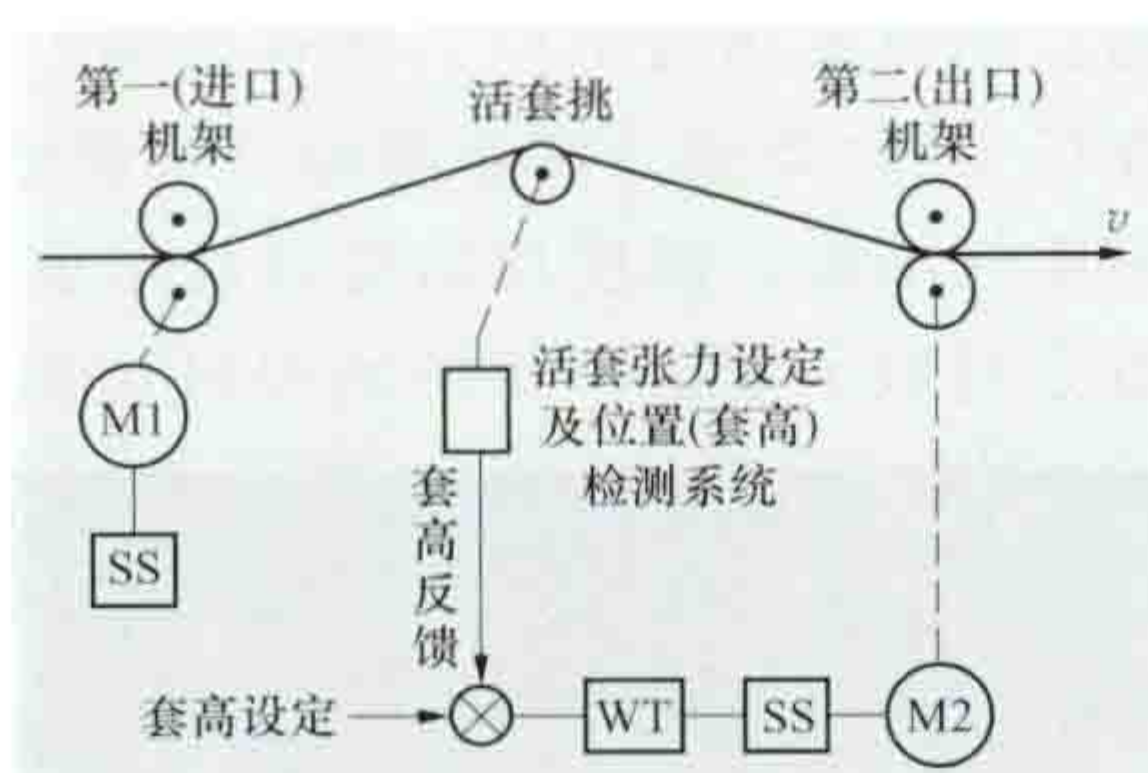 第一(进口)
机架
活套挑
第二(出口)
机架
v
M1
活套张力设定
及位置(套高)
检测系统
SS
套高反馈
套高设定
WT
SS
M2